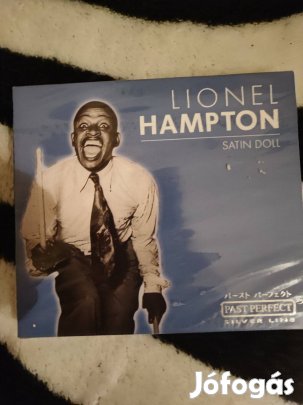 LIONEL
HAMPTON
SATIN DOLL
パースト パーフェクト
PAST PERFECT
SILVER LINE
Jófogás